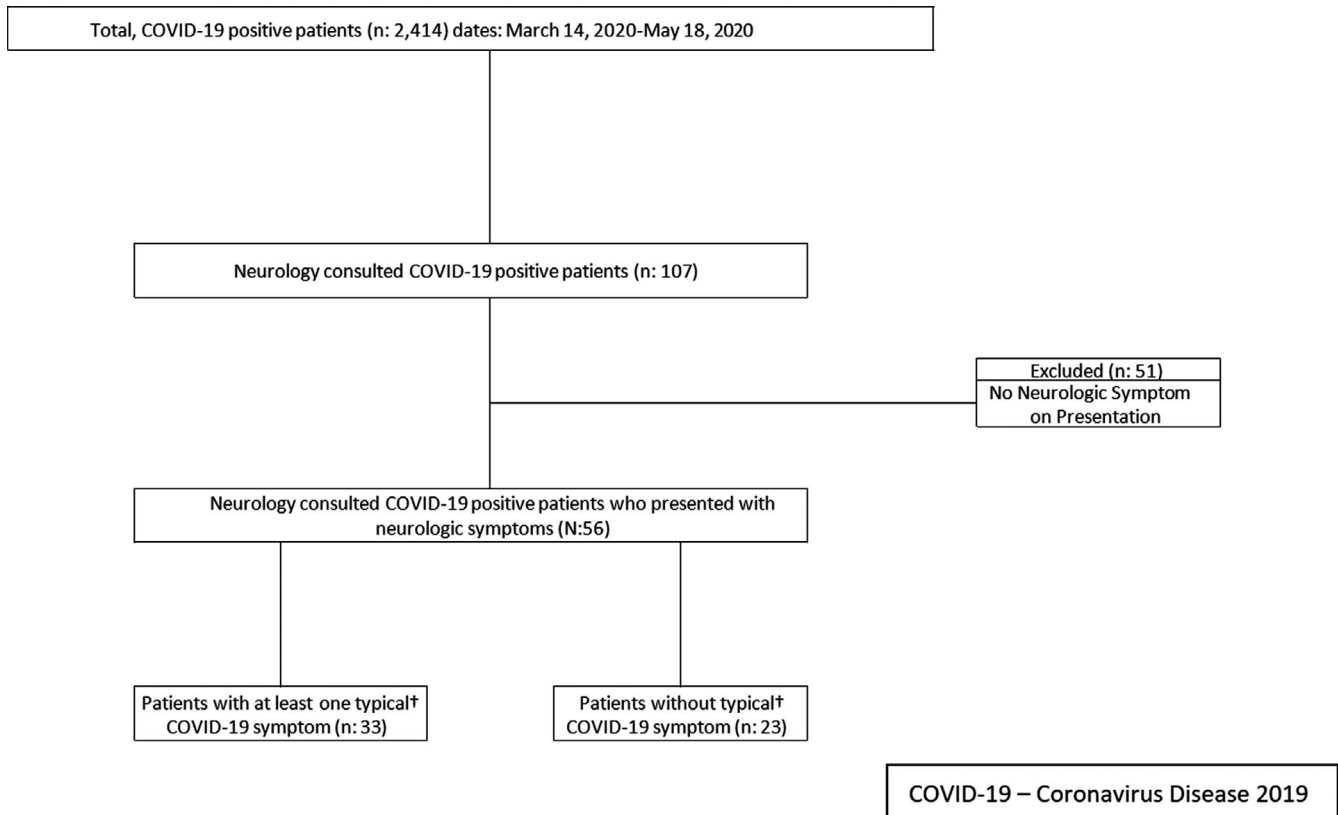 Total, COVID-19 positive patients (n: 2,414) dates: March 14, 2020-May 18, 2020
Neurology consulted COVID-19 positive patients (n: 107)
Excluded (n: 51)
No Neurologic Symptom
on Presentation
Neurology consulted COVID-19 positive patients who presented with
neurologic symptoms (N:56)
Patients with at least one typical†
COVID-19 symptom (n: 33)
Patients without typical†
COVID-19 symptom (n: 23)
COVID-19 – Coronavirus Disease 2019